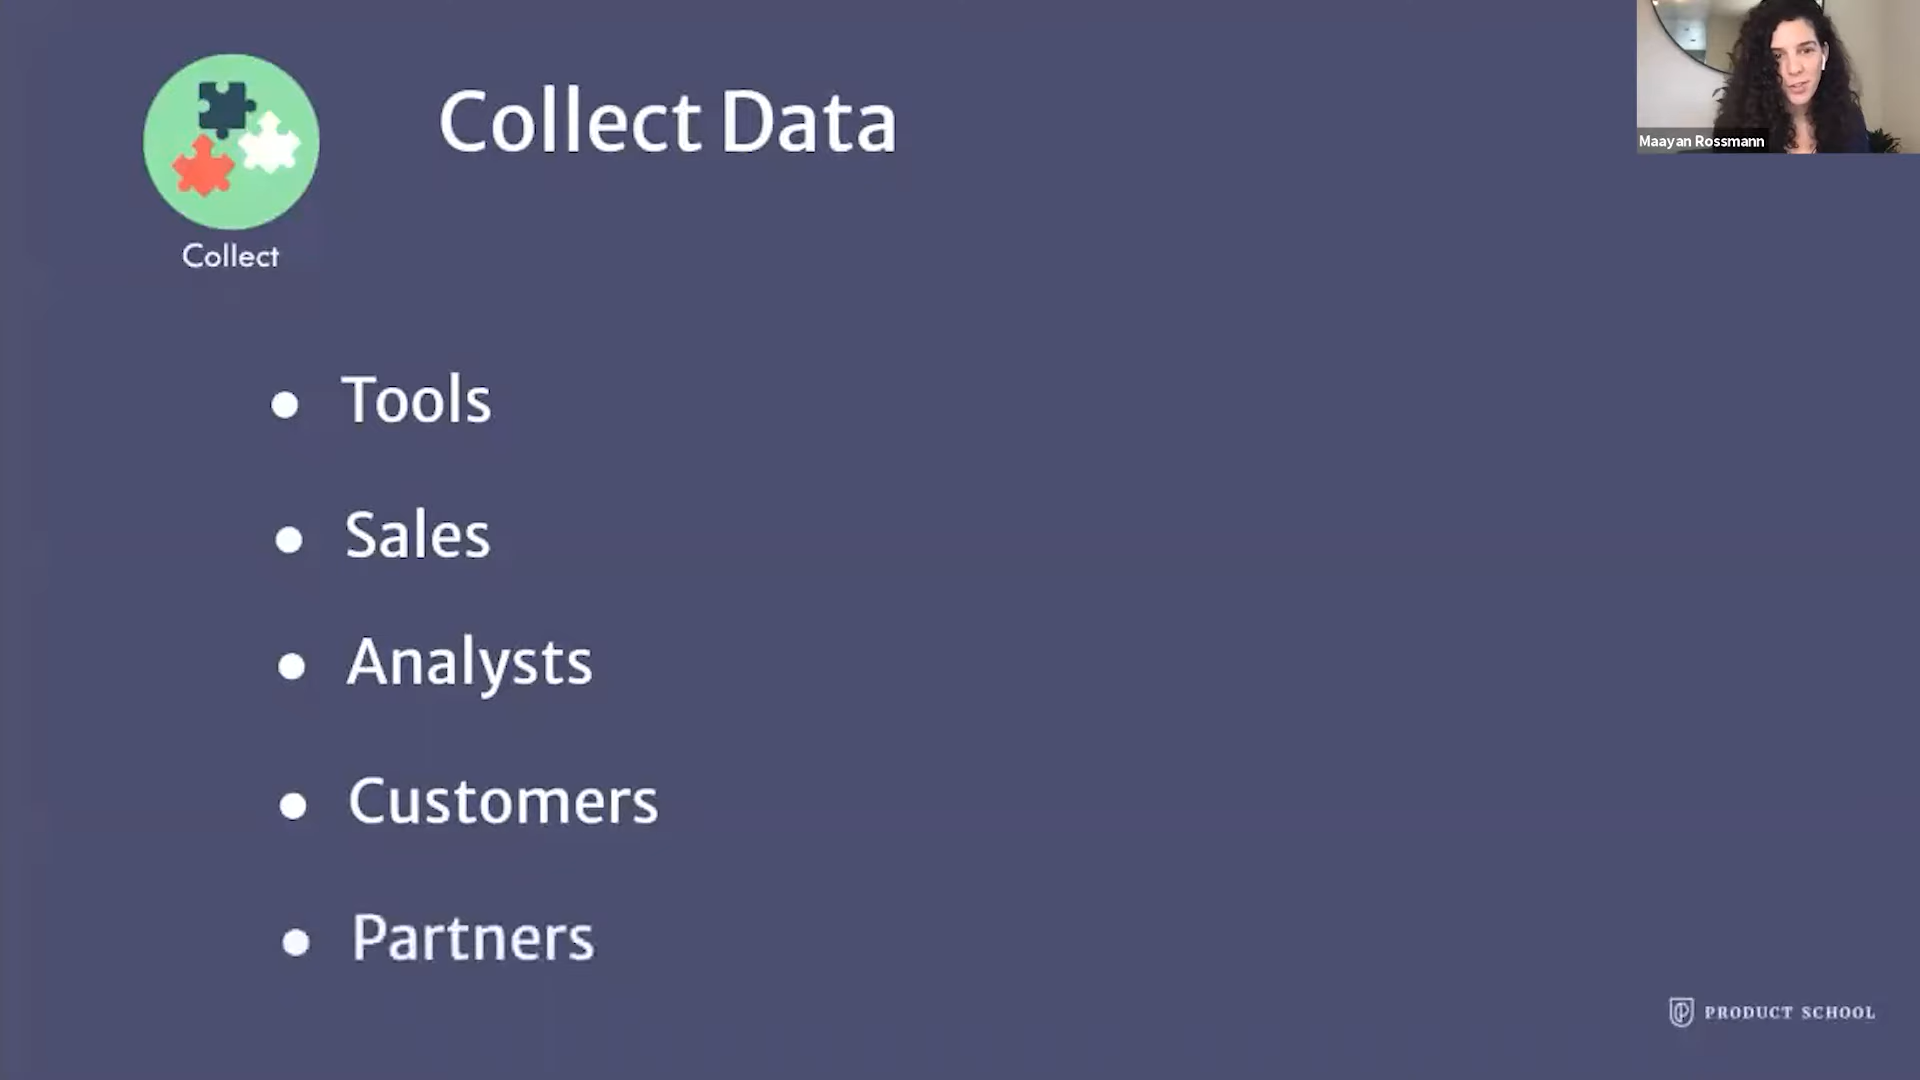 Collect Data
Maayan Rossmann
Collect
● Tools
● Sales
● Analysts
● Customers
● Partners
PRODUCT SCHOOL